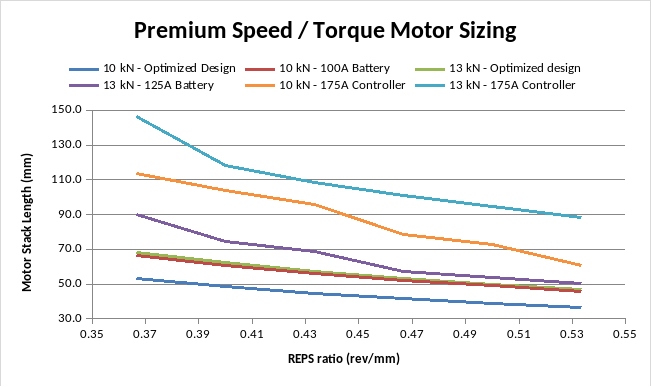 Premium Speed / Torque Motor Sizing
10 kN - Optimized Design 10 kN - 100A Battery 13 kN - Optimized design
13 kN - 125A Battery 10 kN - 175A Controller 13 kN - 175A Controller
Motor Stack Length (mm)
150.0
130.0
110.0
90.0
70.0
50.0
30.0
0.35 0.37 0.39 0.41 0.43 0.45 0.47 0.49 0.51 0.53 0.55
REPS ratio (rev/mm)